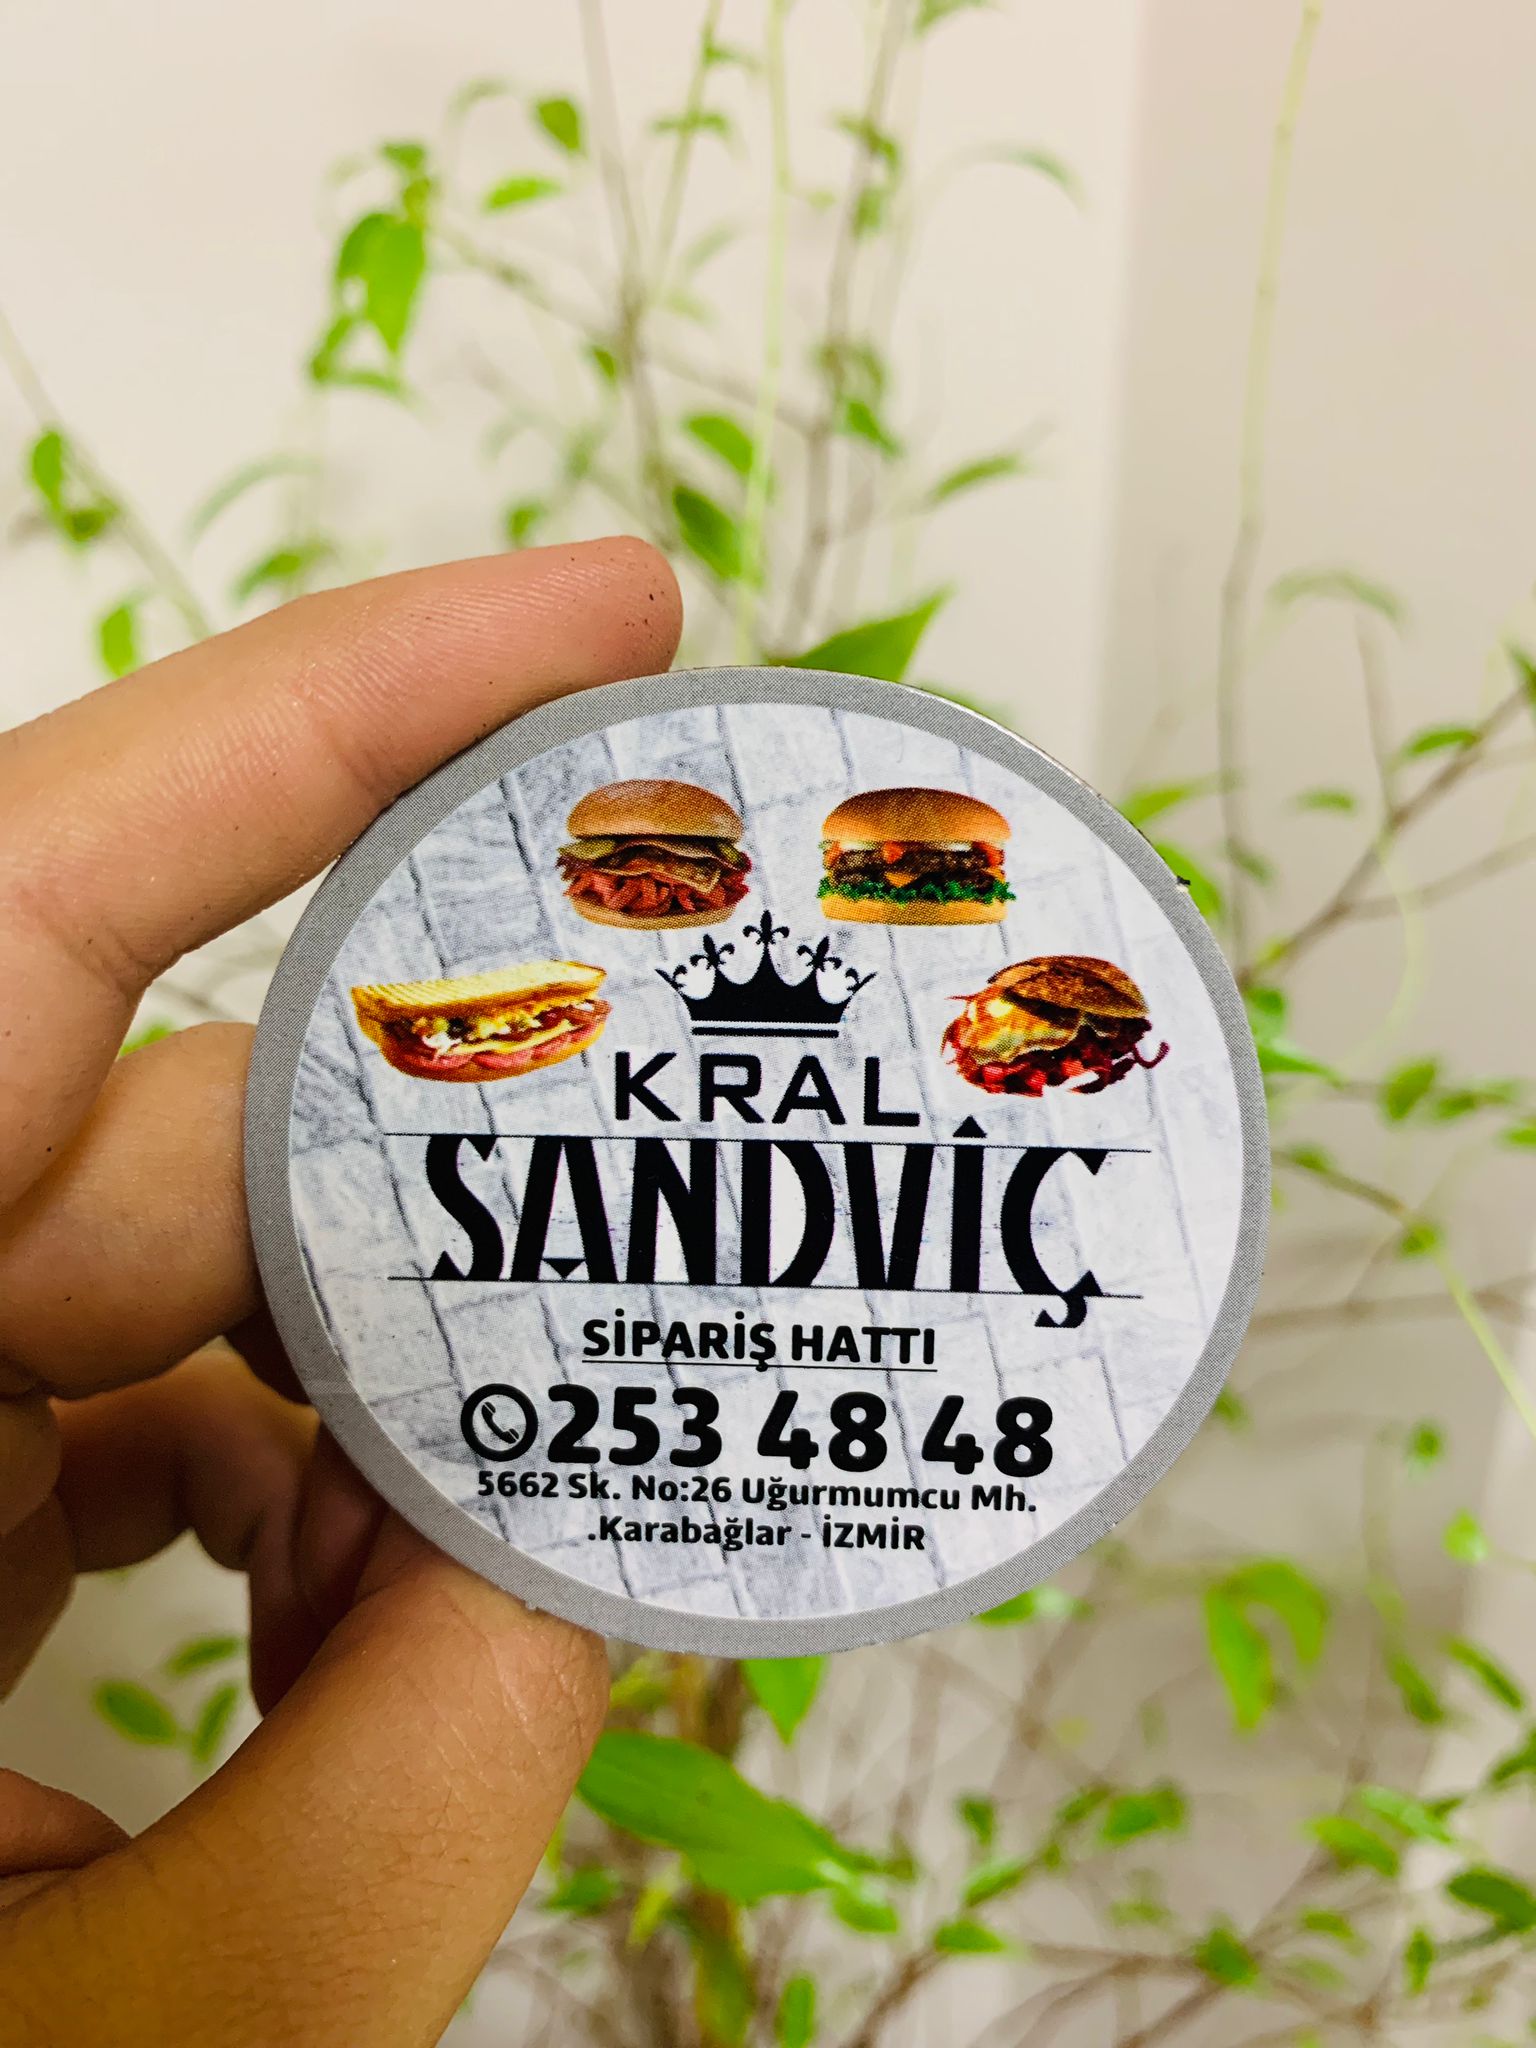 KRAL
SANDVİÇ
SİPARİŞ HATTI
253 48 48
5662 Sk. No:26 Uğurmumcu Mh.
.Karabağlar - İZMİR